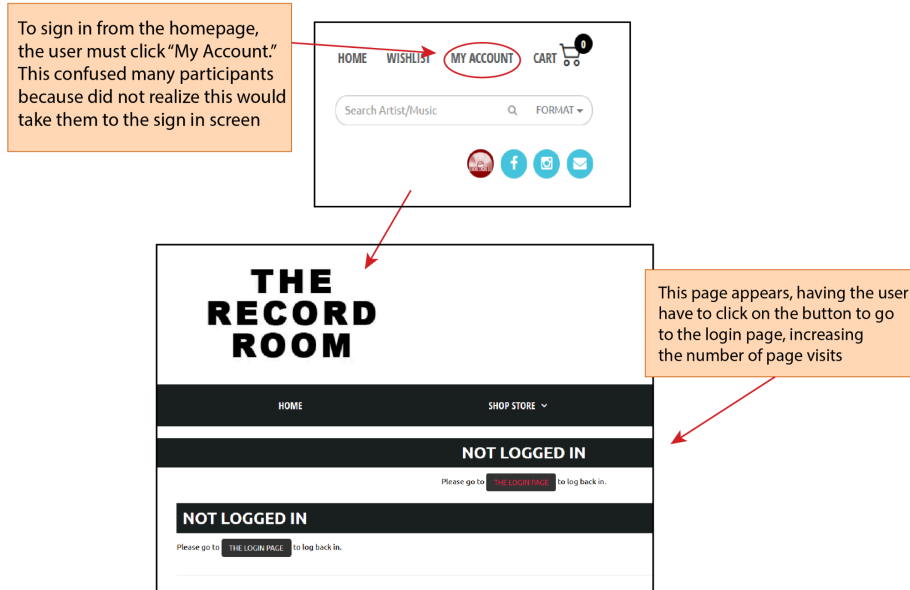 To sign in from the homepage,
the user must click “My Account.”
This confused many participants
because did not realize this would
take them to the sign in screen
HOME WISHLIST MY ACCOUNT CART 0
Search Artist/Music FORMAT
THE
RECORD
ROOM
This page appears, having the user
have to click on the button to go
to the login page, increasing
the number of page visits
HOME SHOP STORE
NOT LOGGED IN
Please go to THE LOGIN PAGE to log back in.
NOT LOGGED IN
Please go to THE LOGIN PAGE to log back in.